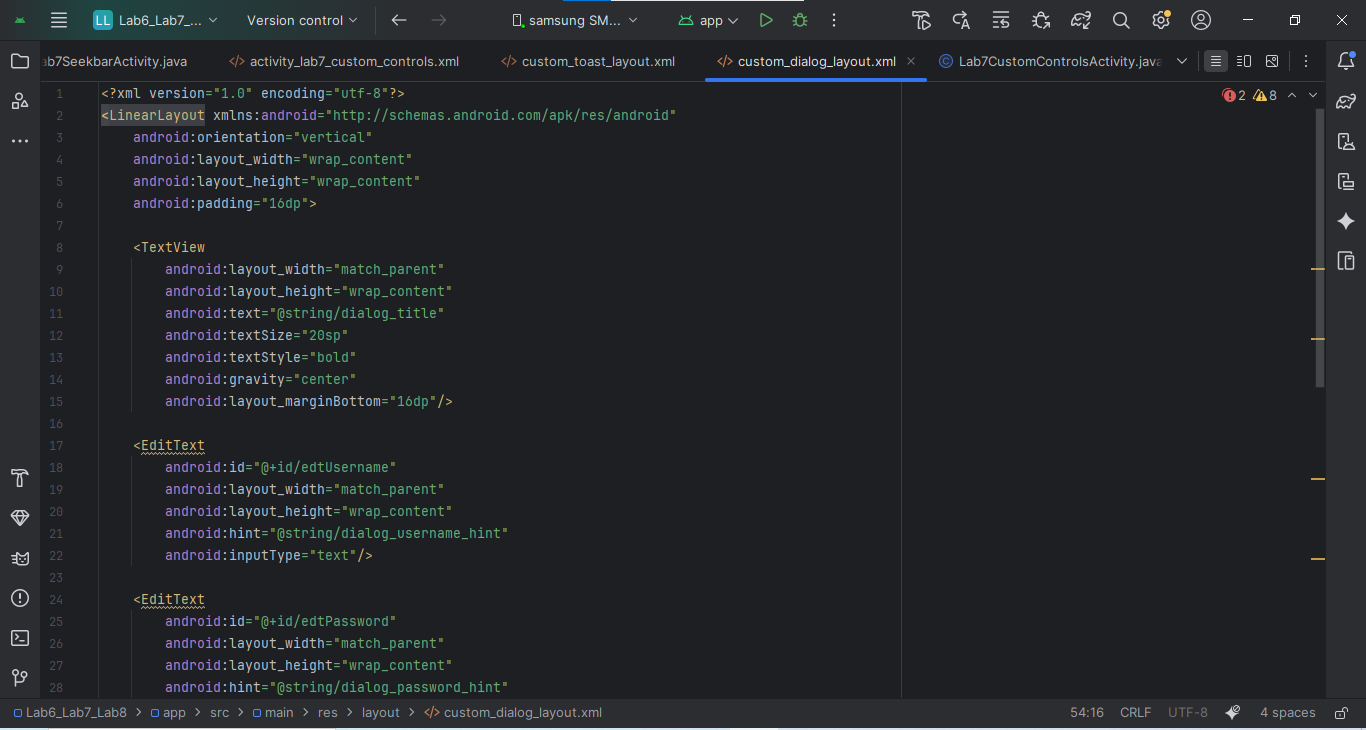 LL Lab6_Lab7_... Version control samsung SM... app
ab7SeekbarActivity.java activity_lab7_custom_controls.xml custom_toast_layout.xml custom_dialog_layout.xml Lab7CustomControlsActivity.java
2 8
1 <?xml version="1.0" encoding="utf-8"?>
2 <LinearLayout xmlns:android="http://schemas.android.com/apk/res/android"
3 android:orientation="vertical"
4 android:layout_width="wrap_content"
5 android:layout_height="wrap_content"
6 android:padding="16dp">
7
8 <TextView
9 android:layout_width="match_parent"
10 android:layout_height="wrap_content"
11 android:text="@string/dialog_title"
12 android:textSize="20sp"
13 android:textStyle="bold"
14 android:gravity="center"
15 android:layout_marginBottom="16dp"/>
16
17 <EditText
18 android:id="@+id/edtUsername"
19 android:layout_width="match_parent"
20 android:layout_height="wrap_content"
21 android:hint="@string/dialog_username_hint"
22 android:inputType="text"/>
23
24 <EditText
25 android:id="@+id/edtPassword"
26 android:layout_width="match_parent"
27 android:layout_height="wrap_content"
28 android:hint="@string/dialog_password_hint"
Lab6_Lab7_Lab8 > app > src > main > res > layout > custom_dialog_layout.xml 54:16 CRLF UTF-8 4 spaces